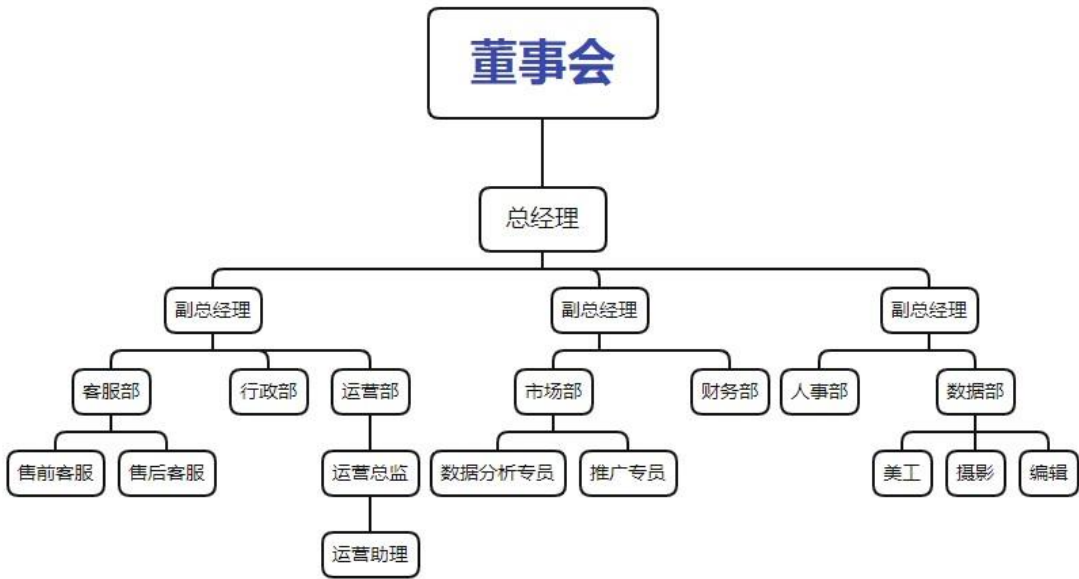 董事会
总经理
副总经理
副总经理
副总经理
客服部
行政部
运营部
市场部
财务部
人事部
数据部
售前客服
售后客服
运营总监
数据分析专员
推广专员
美工
摄影
编辑
运营助理